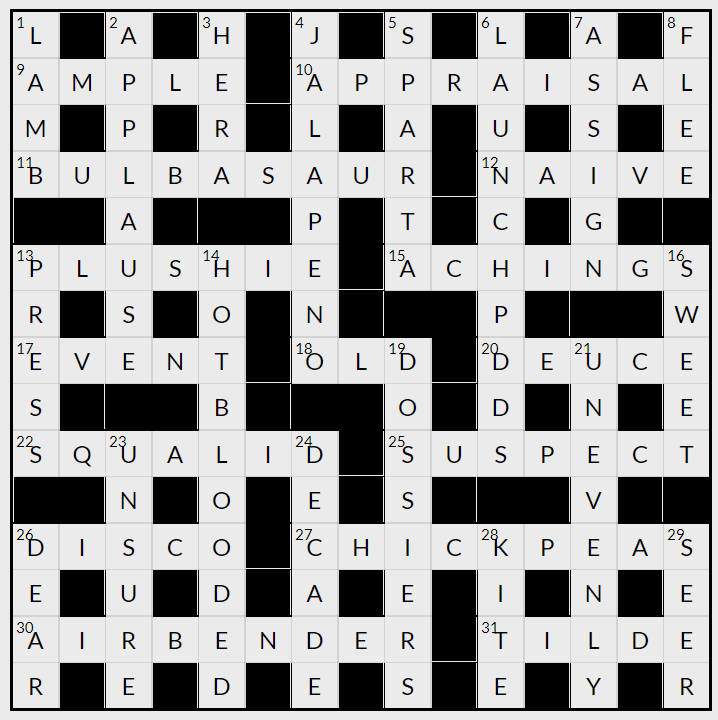 1 2 3 4 5 6 7 8
L A H J S L A F
9 10
A M P L E A P P R A I S A L
M P R L A U S E
11 12
B U L B A S A U R N A I V E
A P T C G
13 14 15 16
P L U S H I E A C H I N G S
R S O N P W
17 18 19 20 21
E V E N T O L D D E U C E
S B O D N E
22 23 24 25
S Q U A L I D S U S P E C T
N O E S V
26 27 28 29
D I S C O C H I C K P E A S
E U D A E I N E
30 31
A I R B E N D E R T I L D E
R E D E S E Y R